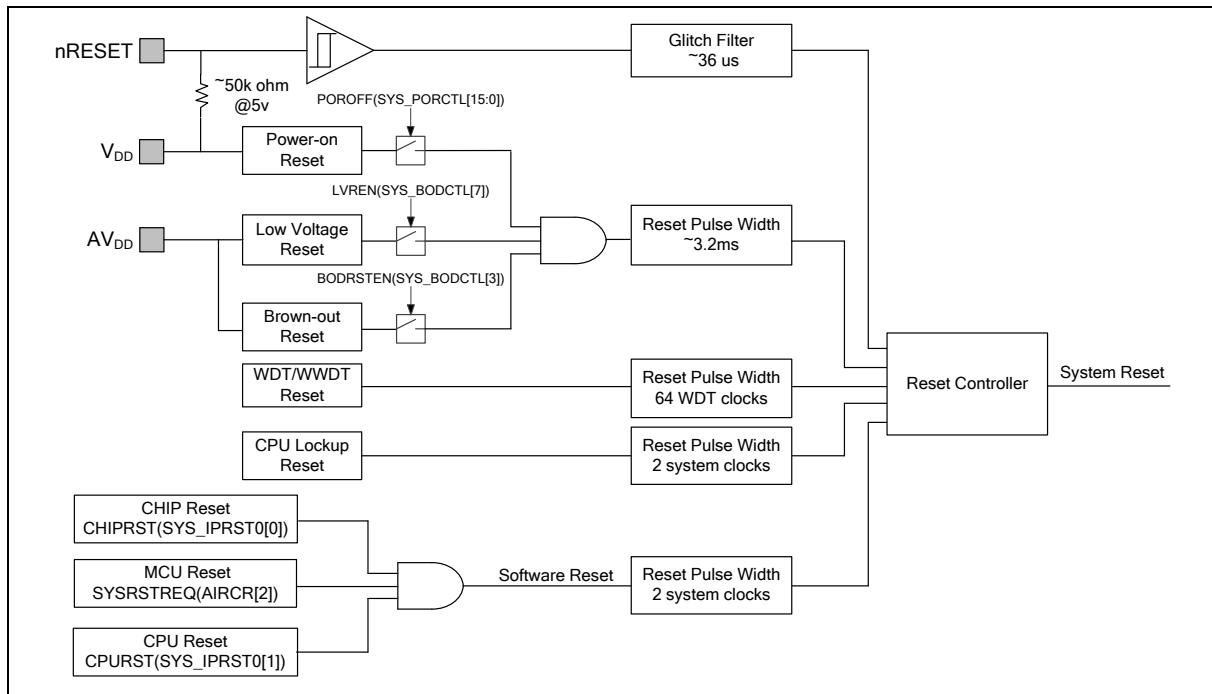 nRESET
Glitch Filter
~36 us
~50k ohm
@5v
POROFF(SYS_PORCTL[15:0])
VDD
Power-on
Reset
LVREN(SYS_BODCTL[7])
AVDD
Low Voltage
Reset
Reset Pulse Width
~3.2ms
BODRSTEN(SYS_BODCTL[3])
Brown-out
Reset
WDT/WWDT
Reset
Reset Pulse Width
64 WDT clocks
Reset Controller
System Reset
CPU Lockup
Reset
Reset Pulse Width
2 system clocks
CHIP Reset
CHIPRST(SYS_IPRST0[0])
MCU Reset
SYSRSTREQ(AIRCR[2])
Software Reset
Reset Pulse Width
2 system clocks
CPU Reset
CPURST(SYS_IPRST0[1])